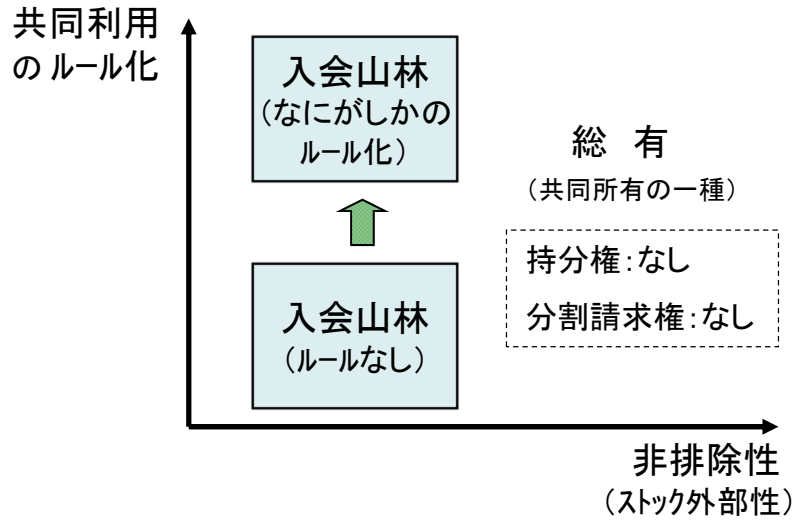 共同利用
の ルール化
入会山林
(なにがしかの
ルール化)
総 有
(共同所有の一種)
持分権:なし
分割請求権:なし
入会山林
(ルールなし)
非排除性
(ストック外部性)